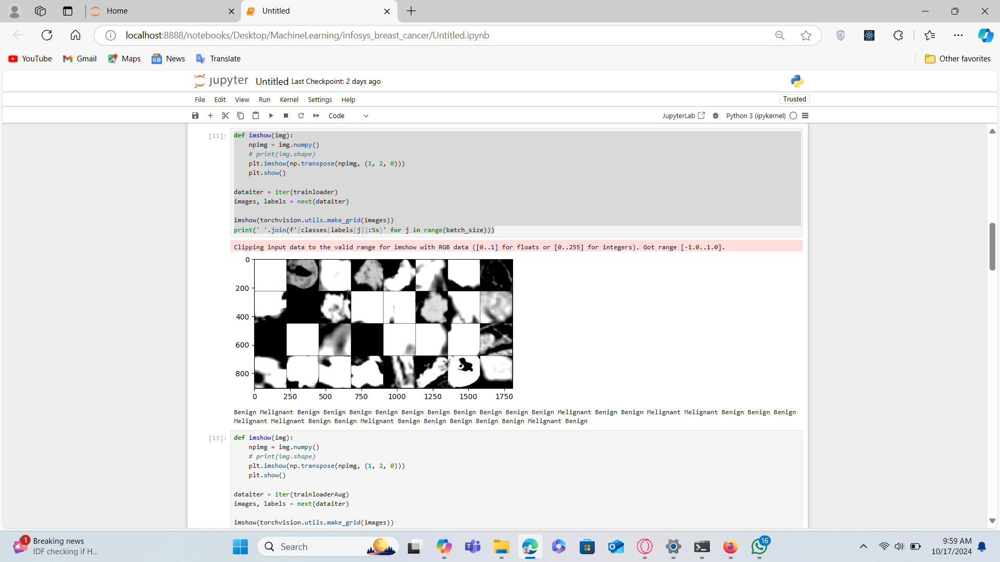 Home
Untitled
localhost:8888/notebooks/Desktop/MachineLearning/infosys_breast_cancer/Untitled.ipynb
YouTube Gmail Maps News Translate Other favorites
jupyter Untitled Last Checkpoint: 2 days ago
File Edit View Run Kernel Settings Help Trusted
Code JupyterLab Python 3 (ipykernel)
[11]: def imshow(img):
    npimg = img.numpy()
    # print(img.shape)
    plt.imshow(np.transpose(npimg, (1, 2, 0)))
    plt.show()
dataiter = iter(trainloader)
images, labels = next(dataiter)
imshow(torchvision.utils.make_grid(images))
print(' '.join(f'{classes[labels[j]]:5s}' for j in range(batch_size)))
Clipping input data to the valid range for imshow with RGB data ([0..1] for floats or [0..255] for integers). Got range [-1.0..1.0].
0
200
400
600
800
0 250 500 750 1000 1250 1500 1750
Benign Melignant Benign Benign Benign Benign Benign Benign Benign Benign Benign Benign Melignant Benign Benign Melignant Melignant Benign Benign Benign
Melignant Melignant Benign Benign Melignant Benign Benign Benign Benign Benign Melignant Benign
[13]: def imshow(img):
    npimg = img.numpy()
    # print(img.shape)
    plt.imshow(np.transpose(npimg, (1, 2, 0)))
    plt.show()
dataiter = iter(trainloaderAug)
images, labels = next(dataiter)
imshow(torchvision.utils.make_grid(images))
1
Breaking news
IDF checking if H...
Search
16
9:59 AM
10/17/2024